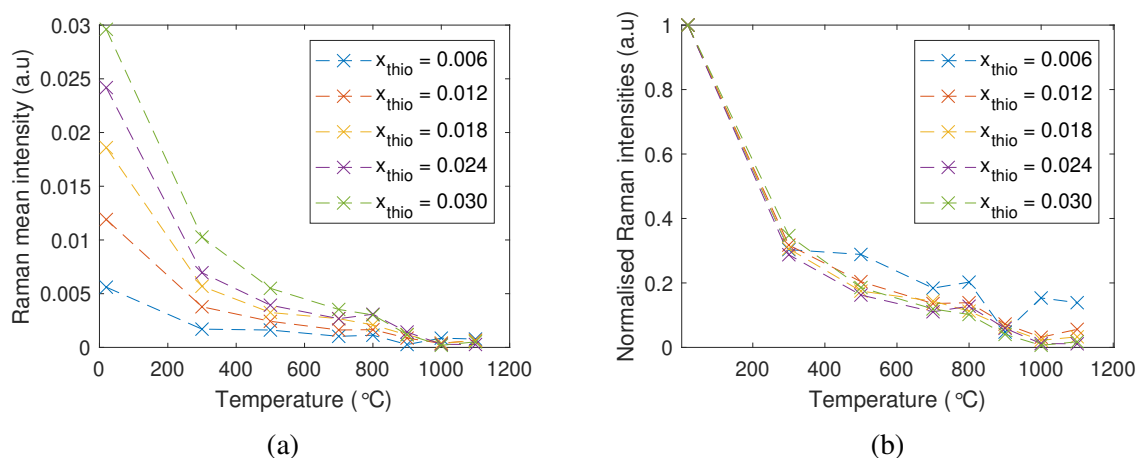 0.03
0.025
0.02
0.015
0.01
0.005
0
Raman mean intensity (a.u)
x_thio = 0.006
x_thio = 0.012
x_thio = 0.018
x_thio = 0.024
x_thio = 0.030
0 200 400 600 800 1000 1200
Temperature (°C)
(a)
1
0.8
0.6
0.4
0.2
0
Normalised Raman intensities (a.u)
x_thio = 0.006
x_thio = 0.012
x_thio = 0.018
x_thio = 0.024
x_thio = 0.030
200 400 600 800 1000 1200
Temperature (°C)
(b)